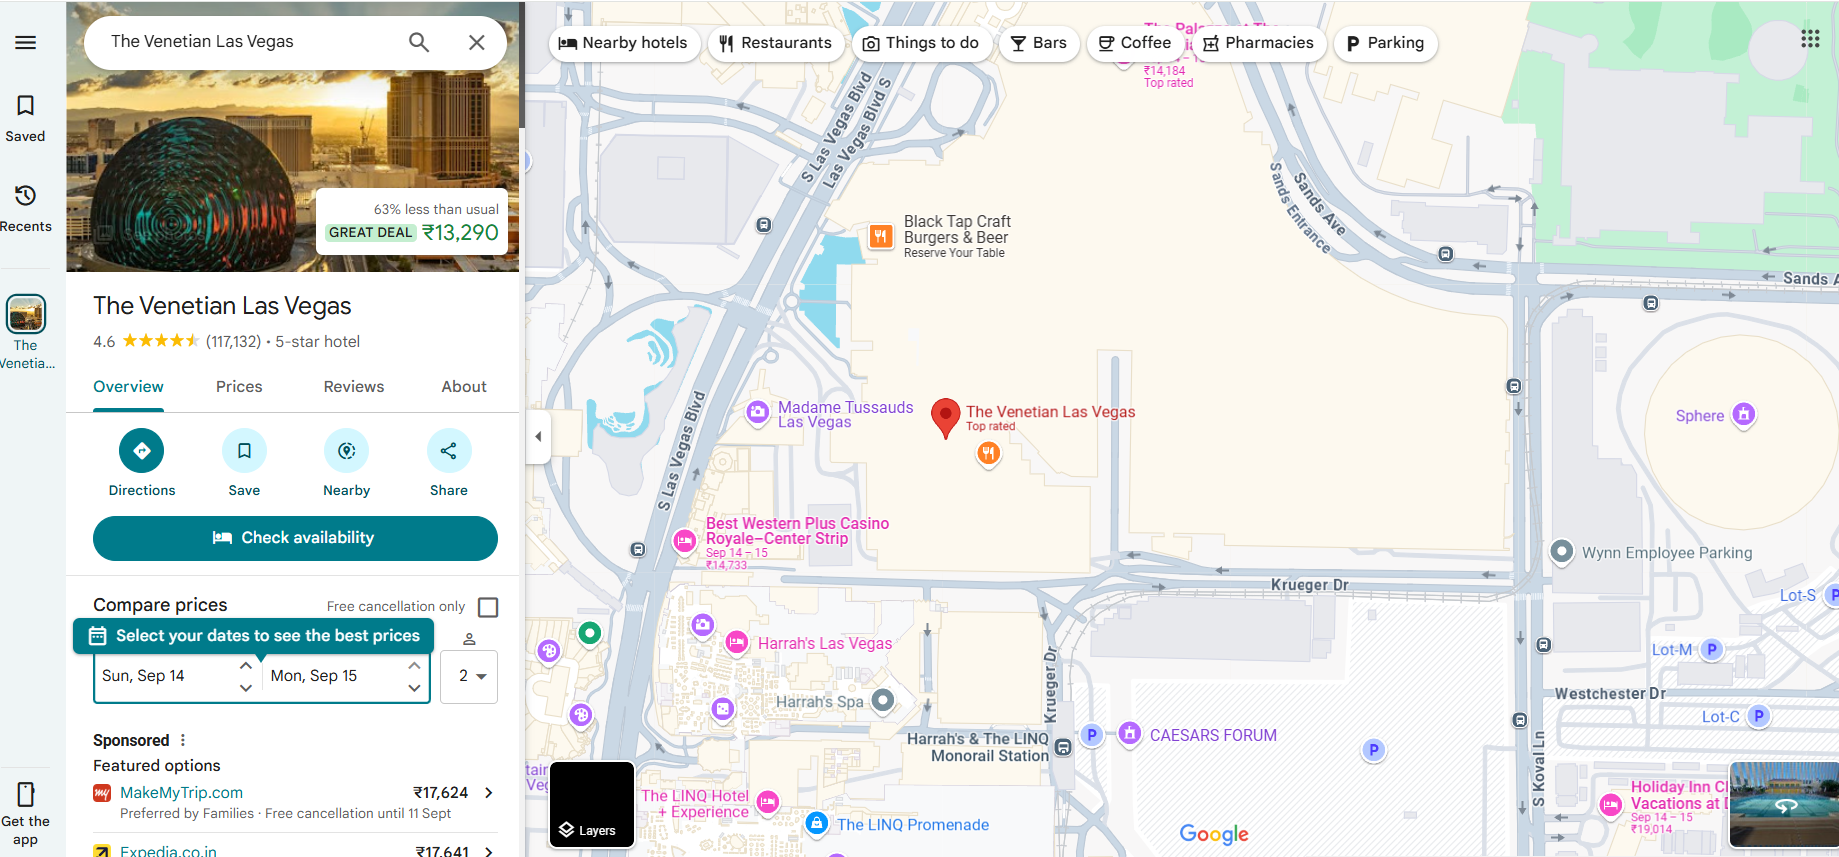 The Venetian Las Vegas
Saved
Recents
The
Venetia...
Get the
app
63% less than usual
GREAT DEAL ₹13,290
The Venetian Las Vegas
4.6 (117,132) • 5-star hotel
Overview Prices Reviews About
Directions Save Nearby Share
Check availability
Compare prices Free cancellation only
Select your dates to see the best prices
Sun, Sep 14 Mon, Sep 15 2
Sponsored
Featured options
my MakeMyTrip.com ₹17,624
Preferred by Families · Free cancellation until 11 Sept
Expedia.co.in ₹17,641
Nearby hotels Restaurants Things to do Bars Coffee Pharmacies P Parking
₹14,184
Top rated
S Las Vegas Blvd
Las Vegas Blvd S
Sands Ave
Sands Entrance
Black Tap Craft
Burgers & Beer
Reserve Your Table
Sands A
Madame Tussauds
Las Vegas
The Venetian Las Vegas
Top rated
Sphere
S Las Vegas Blvd
Best Western Plus Casino
Royale–Center Strip
Sep 14 – 15
₹14,733
Wynn Employee Parking
Krueger Dr
Lot-S P
Harrah's Las Vegas
Lot-M P
Krueger Dr
Harrah's Spa
Westchester Dr
Lot-C P
Harrah's & The LINQ
Monorail Station
P
CAESARS FORUM
P
S Koval Ln
The LINQ Hotel
+ Experience
The LINQ Promenade
Holiday Inn Cl
Vacations at D
Sep 14 – 15
₹19,014
Layers
Google